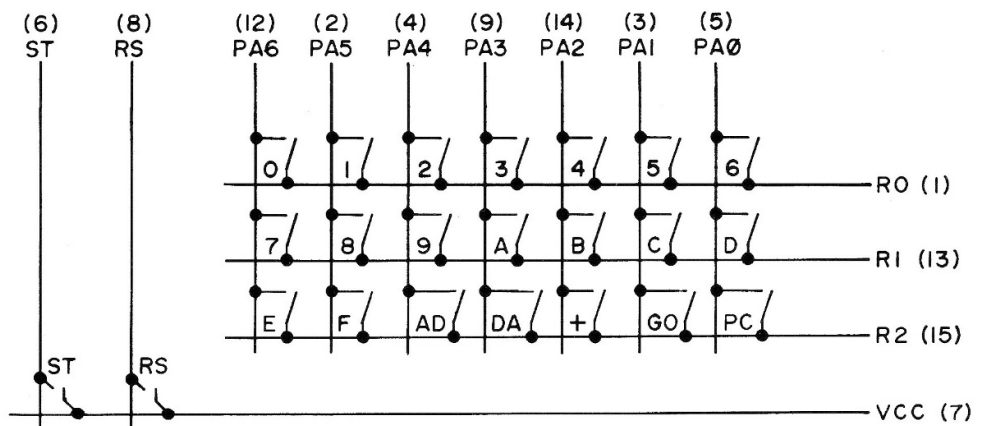 (6) (8) (12) (2) (4) (9) (14) (3) (5)
ST RS PA6 PA5 PA4 PA3 PA2 PA1 PAØ
0 1 2 3 4 5 6 R0 (1)
7 8 9 A B C D R1 (13)
E F AD DA + GO PC R2 (15)
ST RS
VCC (7)